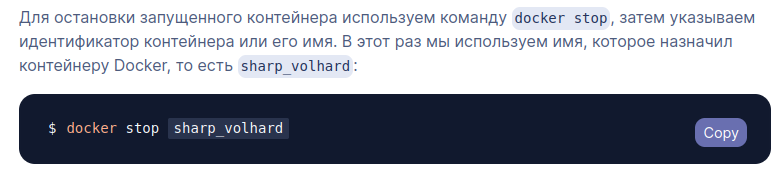 Для остановки запущенного контейнера используем команду docker stop, затем указываем
идентификатор контейнера или его имя. В этот раз мы используем имя, которое назначил
контейнеру Docker, то есть sharp_volhard:
$ docker stop sharp_volhard
Copy